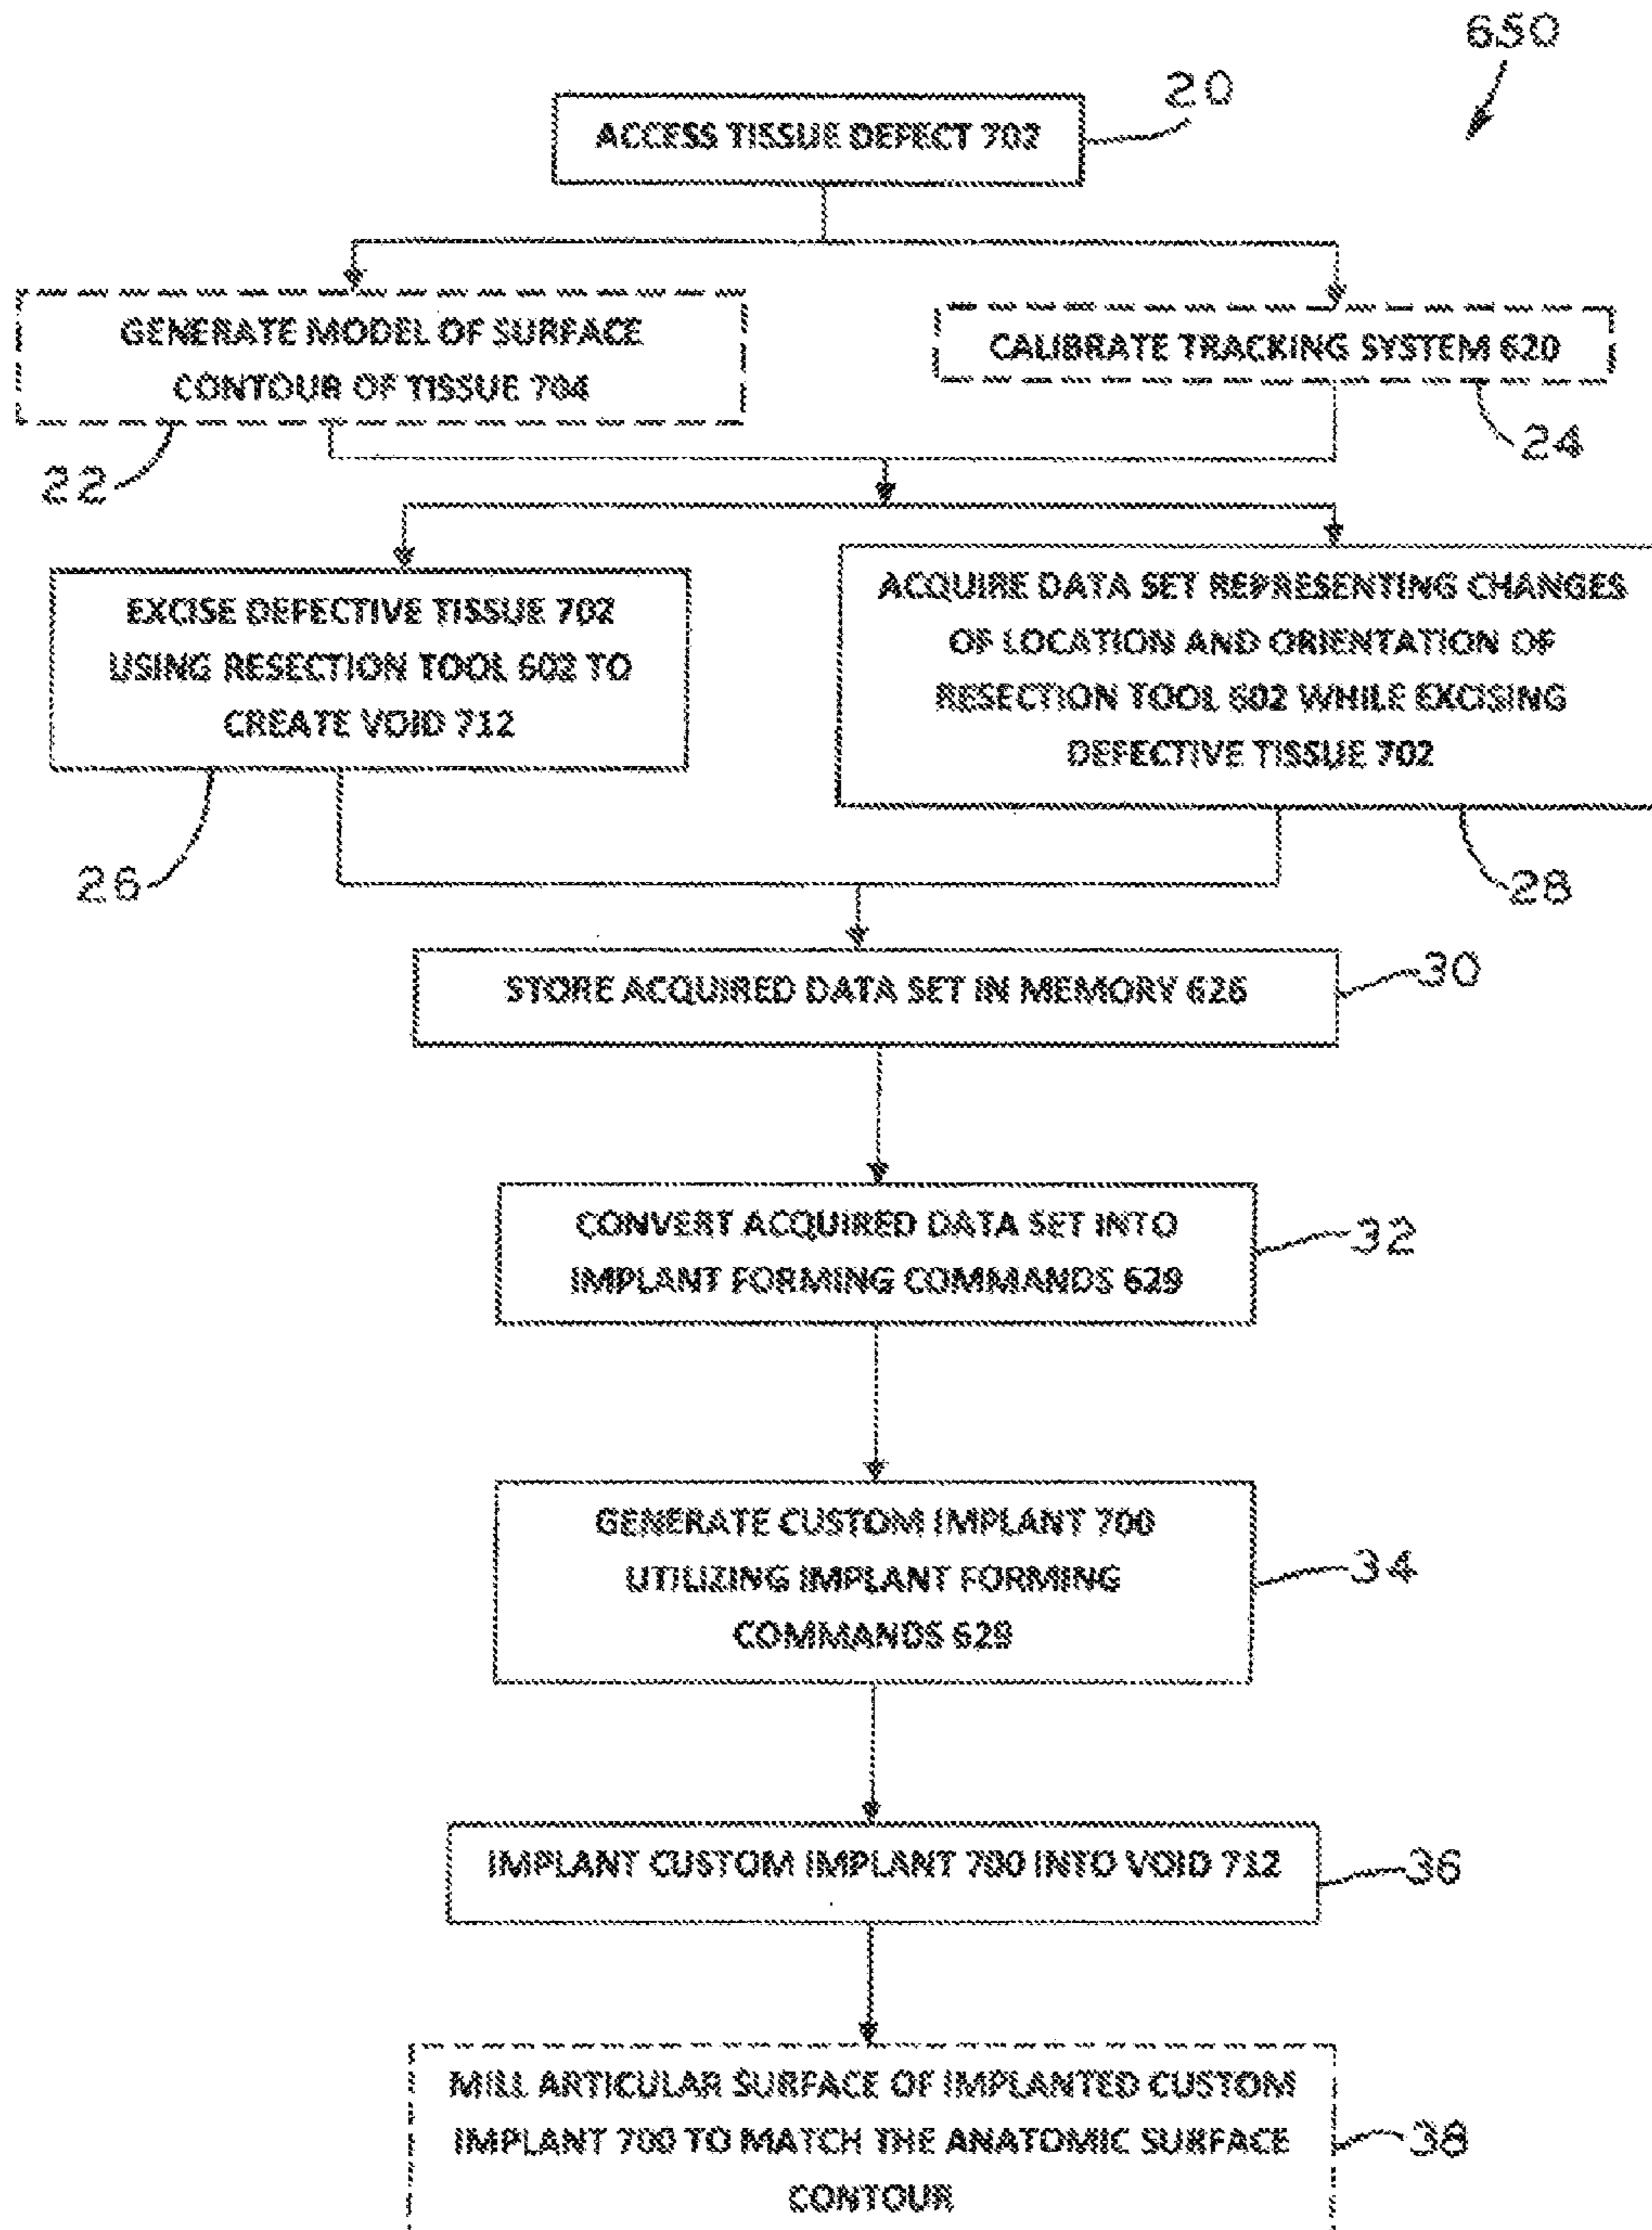 650
20
ACCESS TISSUE DEFECT 702
GENERATE MODEL OF SURFACE
CONTOUR OF TISSUE 704
22
CALIBRATE TRACKING SYSTEM 620
24
EXCISE DEFECTIVE TISSUE 702
USING RESECTION TOOL 602 TO
CREATE VOID 712
26
ACQUIRE DATA SET REPRESENTING CHANGES
OF LOCATION AND ORIENTATION OF
RESECTION TOOL 602 WHILE EXCISING
DEFECTIVE TISSUE 702
28
STORE ACQUIRED DATA SET IN MEMORY 626
30
CONVERT ACQUIRED DATA SET INTO
IMPLANT FORMING COMMANDS 629
32
GENERATE CUSTOM IMPLANT 700
UTILIZING IMPLANT FORMING
COMMANDS 629
34
IMPLANT CUSTOM IMPLANT 700 INTO VOID 712
36
MILL ARTICULAR SURFACE OF IMPLANTED CUSTOM
IMPLANT 700 TO MATCH THE ANATOMIC SURFACE
CONTOUR
38